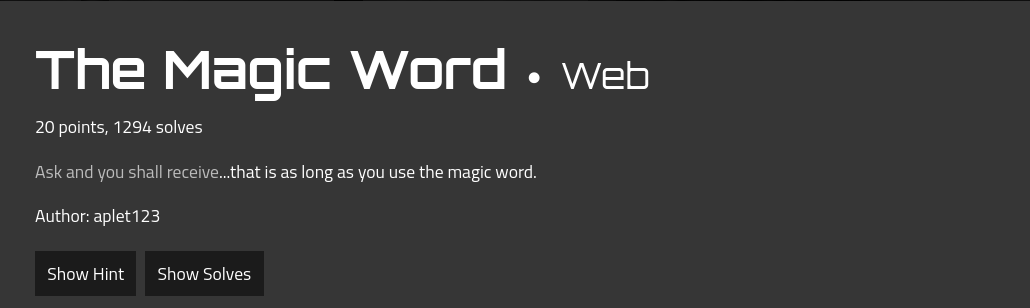 The Magic Word • Web
20 points, 1294 solves
Ask and you shall receive...that is as long as you use the magic word.
Author: aplet123
Show Hint Show Solves